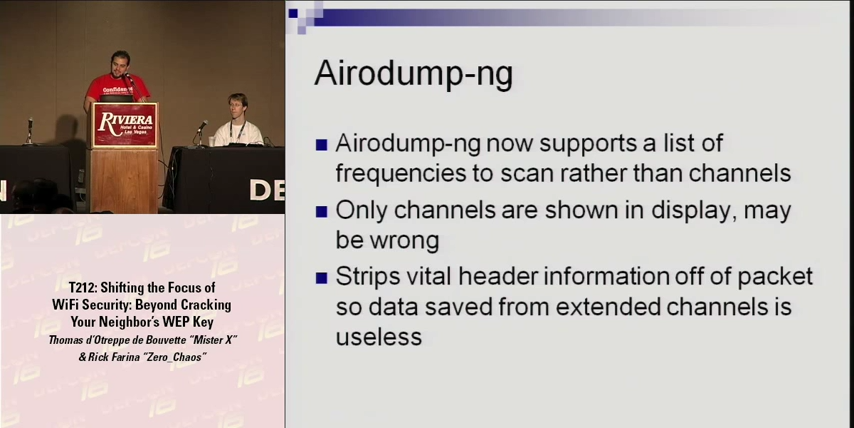 Airodump-ng
Airodump-ng now supports a list of
frequencies to scan rather than channels
Only channels are shown in display, may
be wrong
Strips vital header information off of packet
so data saved from extended channels is
useless
RIVIERA
Hotel & Casino
Las Vegas
N
DE
T212: Shifting the Focus of
WiFi Security: Beyond Cracking
Your Neighbor's WEP Key
Thomas d'Otreppe de Bouvette "Mister X"
& Rick Farina "Zero_Chaos"